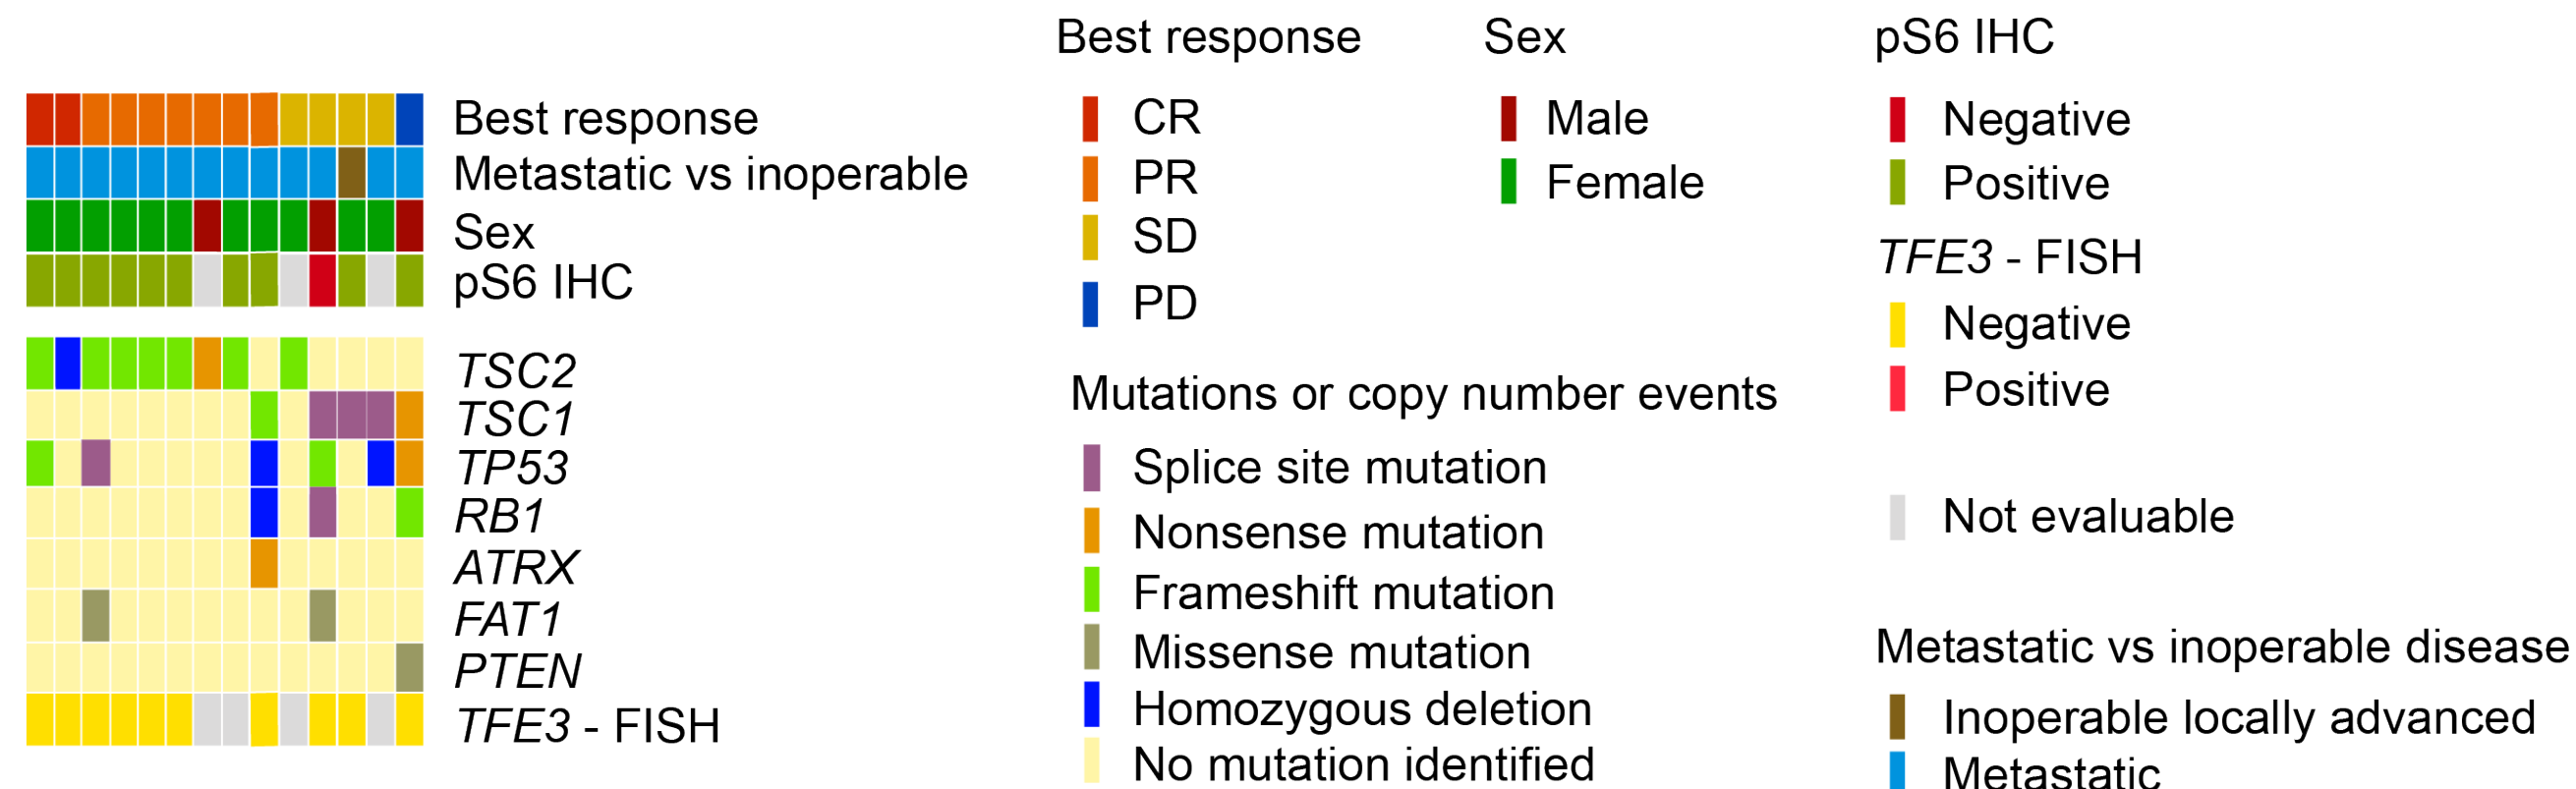 Best response
Metastatic vs inoperable
Sex
pS6 IHC
TSC2
TSC1
TP53
RB1
ATRX
FAT1
PTEN
TFE3 - FISH
Best response
CR
PR
SD
PD
Mutations or copy number events
Splice site mutation
Nonsense mutation
Frameshift mutation
Missense mutation
Homozygous deletion
No mutation identified
Sex
Male
Female
pS6 IHC
Negative
Positive
TFE3 - FISH
Negative
Positive
Not evaluable
Metastatic vs inoperable disease
Inoperable locally advanced
Metastatic